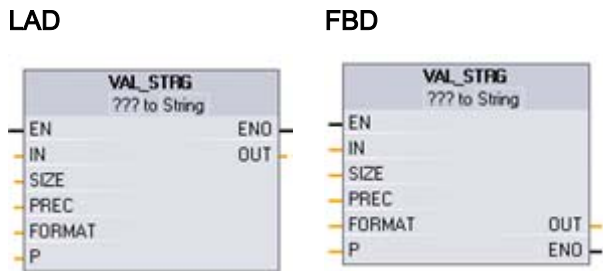 LAD
FBD
VAL_STRG
??? to String
EN
ENO
IN
OUT
SIZE
PREC
FORMAT
P
VAL_STRG
??? to String
EN
IN
SIZE
PREC
FORMAT
OUT
P
ENO